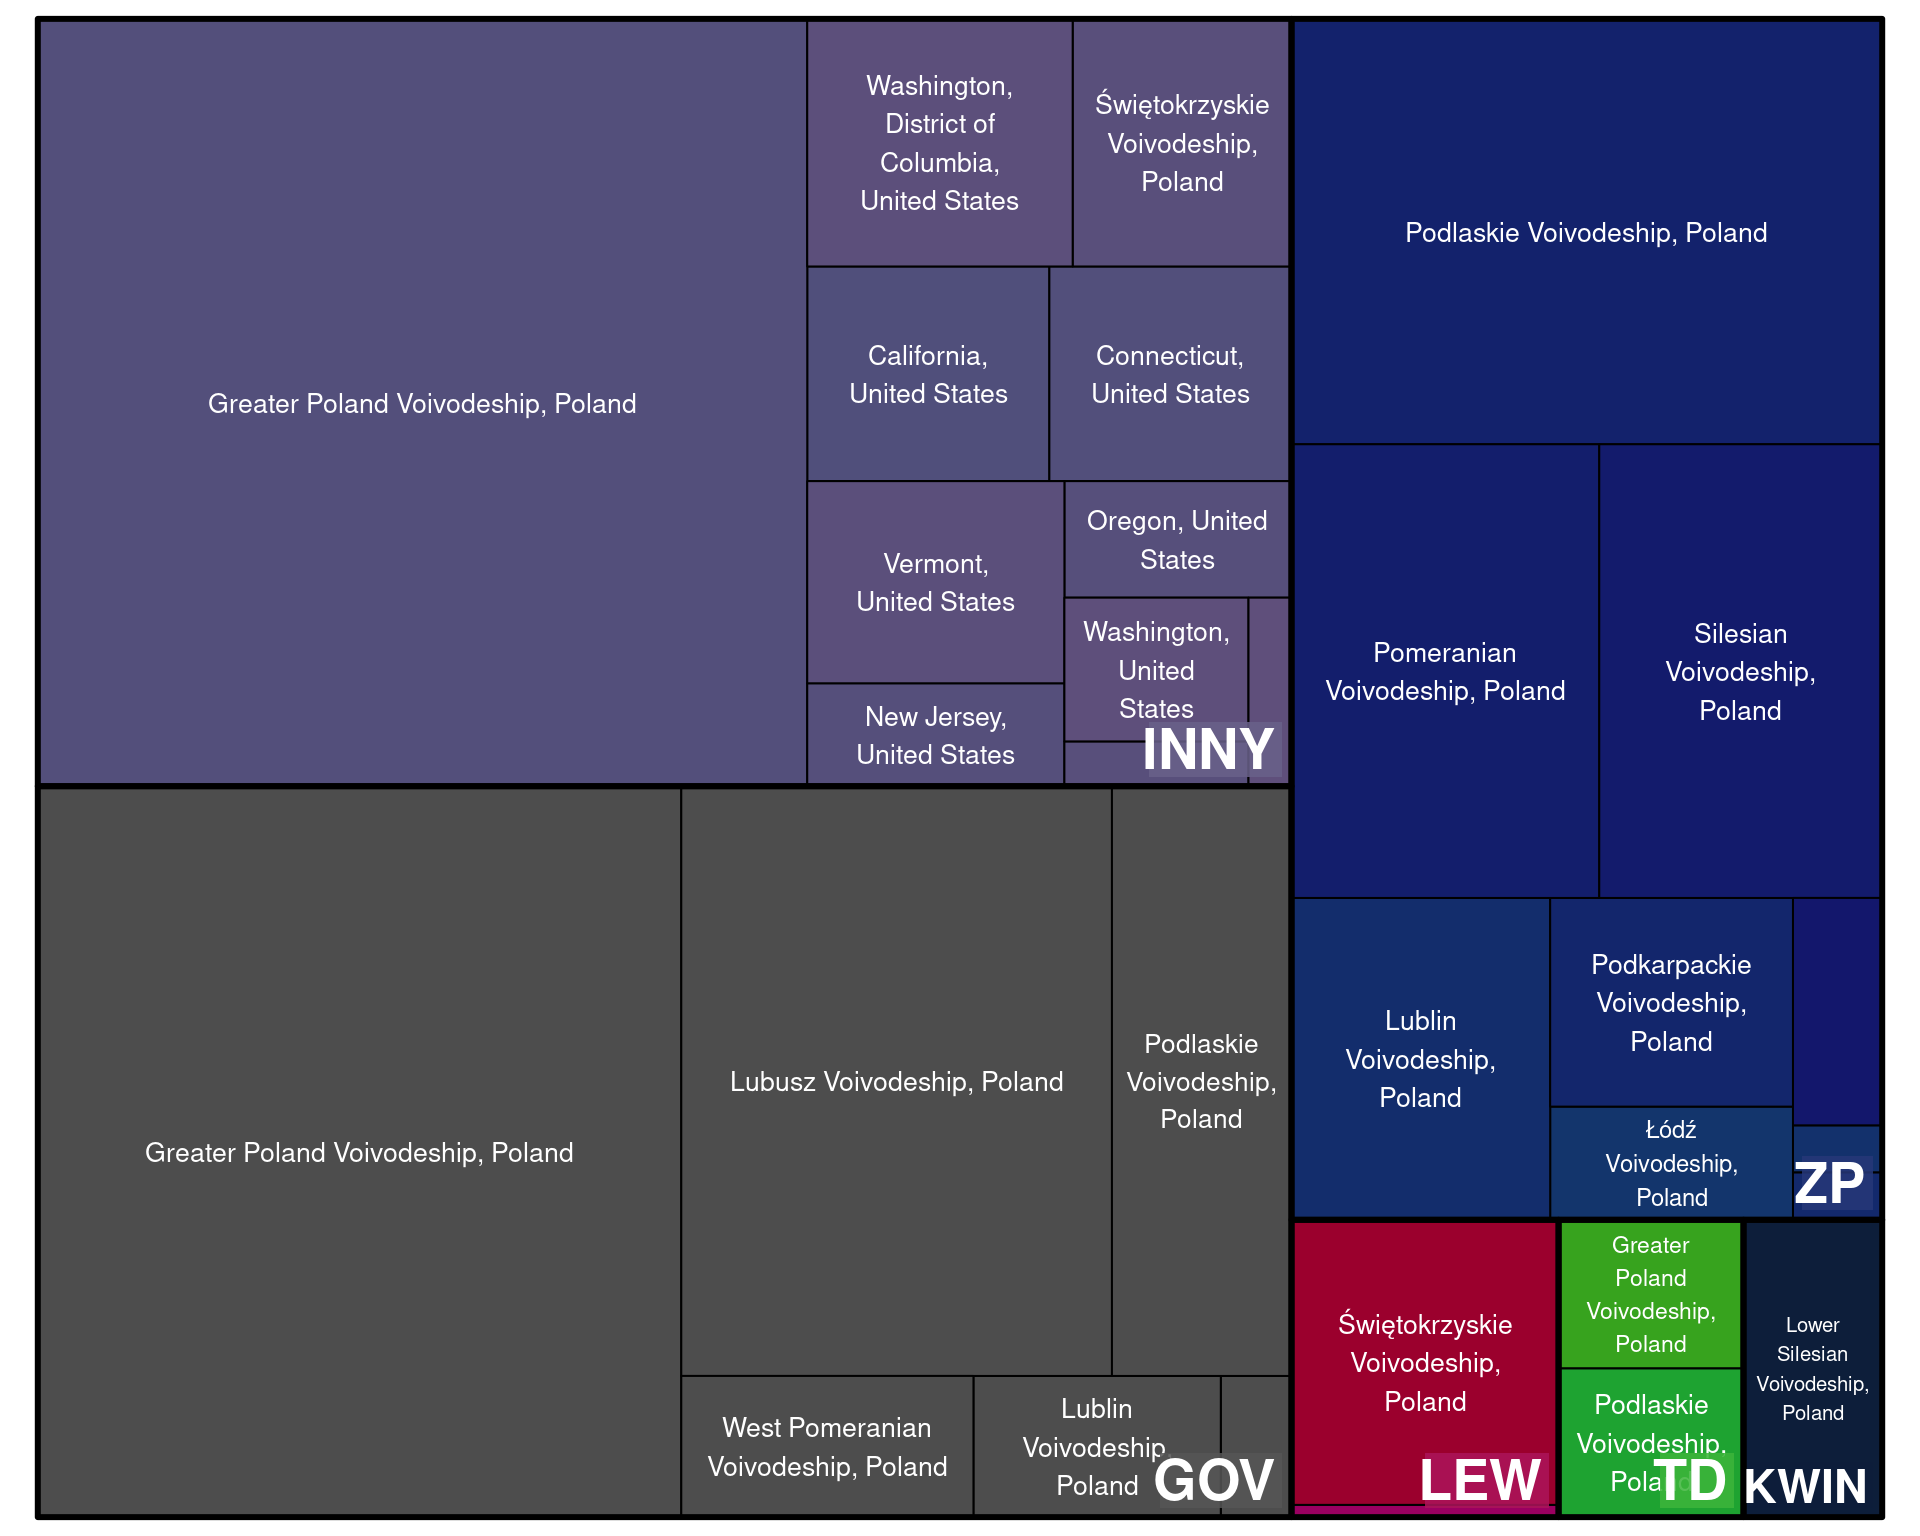 Greater Poland Voivodeship, Poland
Washington,
District of
Columbia,
United States
Świętokrzyskie
Voivodeship,
Poland
California,
United States
Connecticut,
United States
Vermont,
United States
Oregon, United
States
Washington,
United
States
New Jersey,
United States
INNY
Greater Poland Voivodeship, Poland
Lubusz Voivodeship, Poland
Podlaskie
Voivodeship,
Poland
West Pomeranian
Voivodeship, Poland
Lublin
Voivodeship,
Poland
GOV
Podlaskie Voivodeship, Poland
Pomeranian
Voivodeship, Poland
Silesian
Voivodeship,
Poland
Lublin
Voivodeship,
Poland
Podkarpackie
Voivodeship,
Poland
Łódź
Voivodeship,
Poland
ZP
Świętokrzyskie
Voivodeship,
Poland
LEW
Greater
Poland
Voivodeship,
Poland
Podlaskie
Voivodeship,
Poland
TD
Lower
Silesian
Voivodeship,
Poland
KWIN